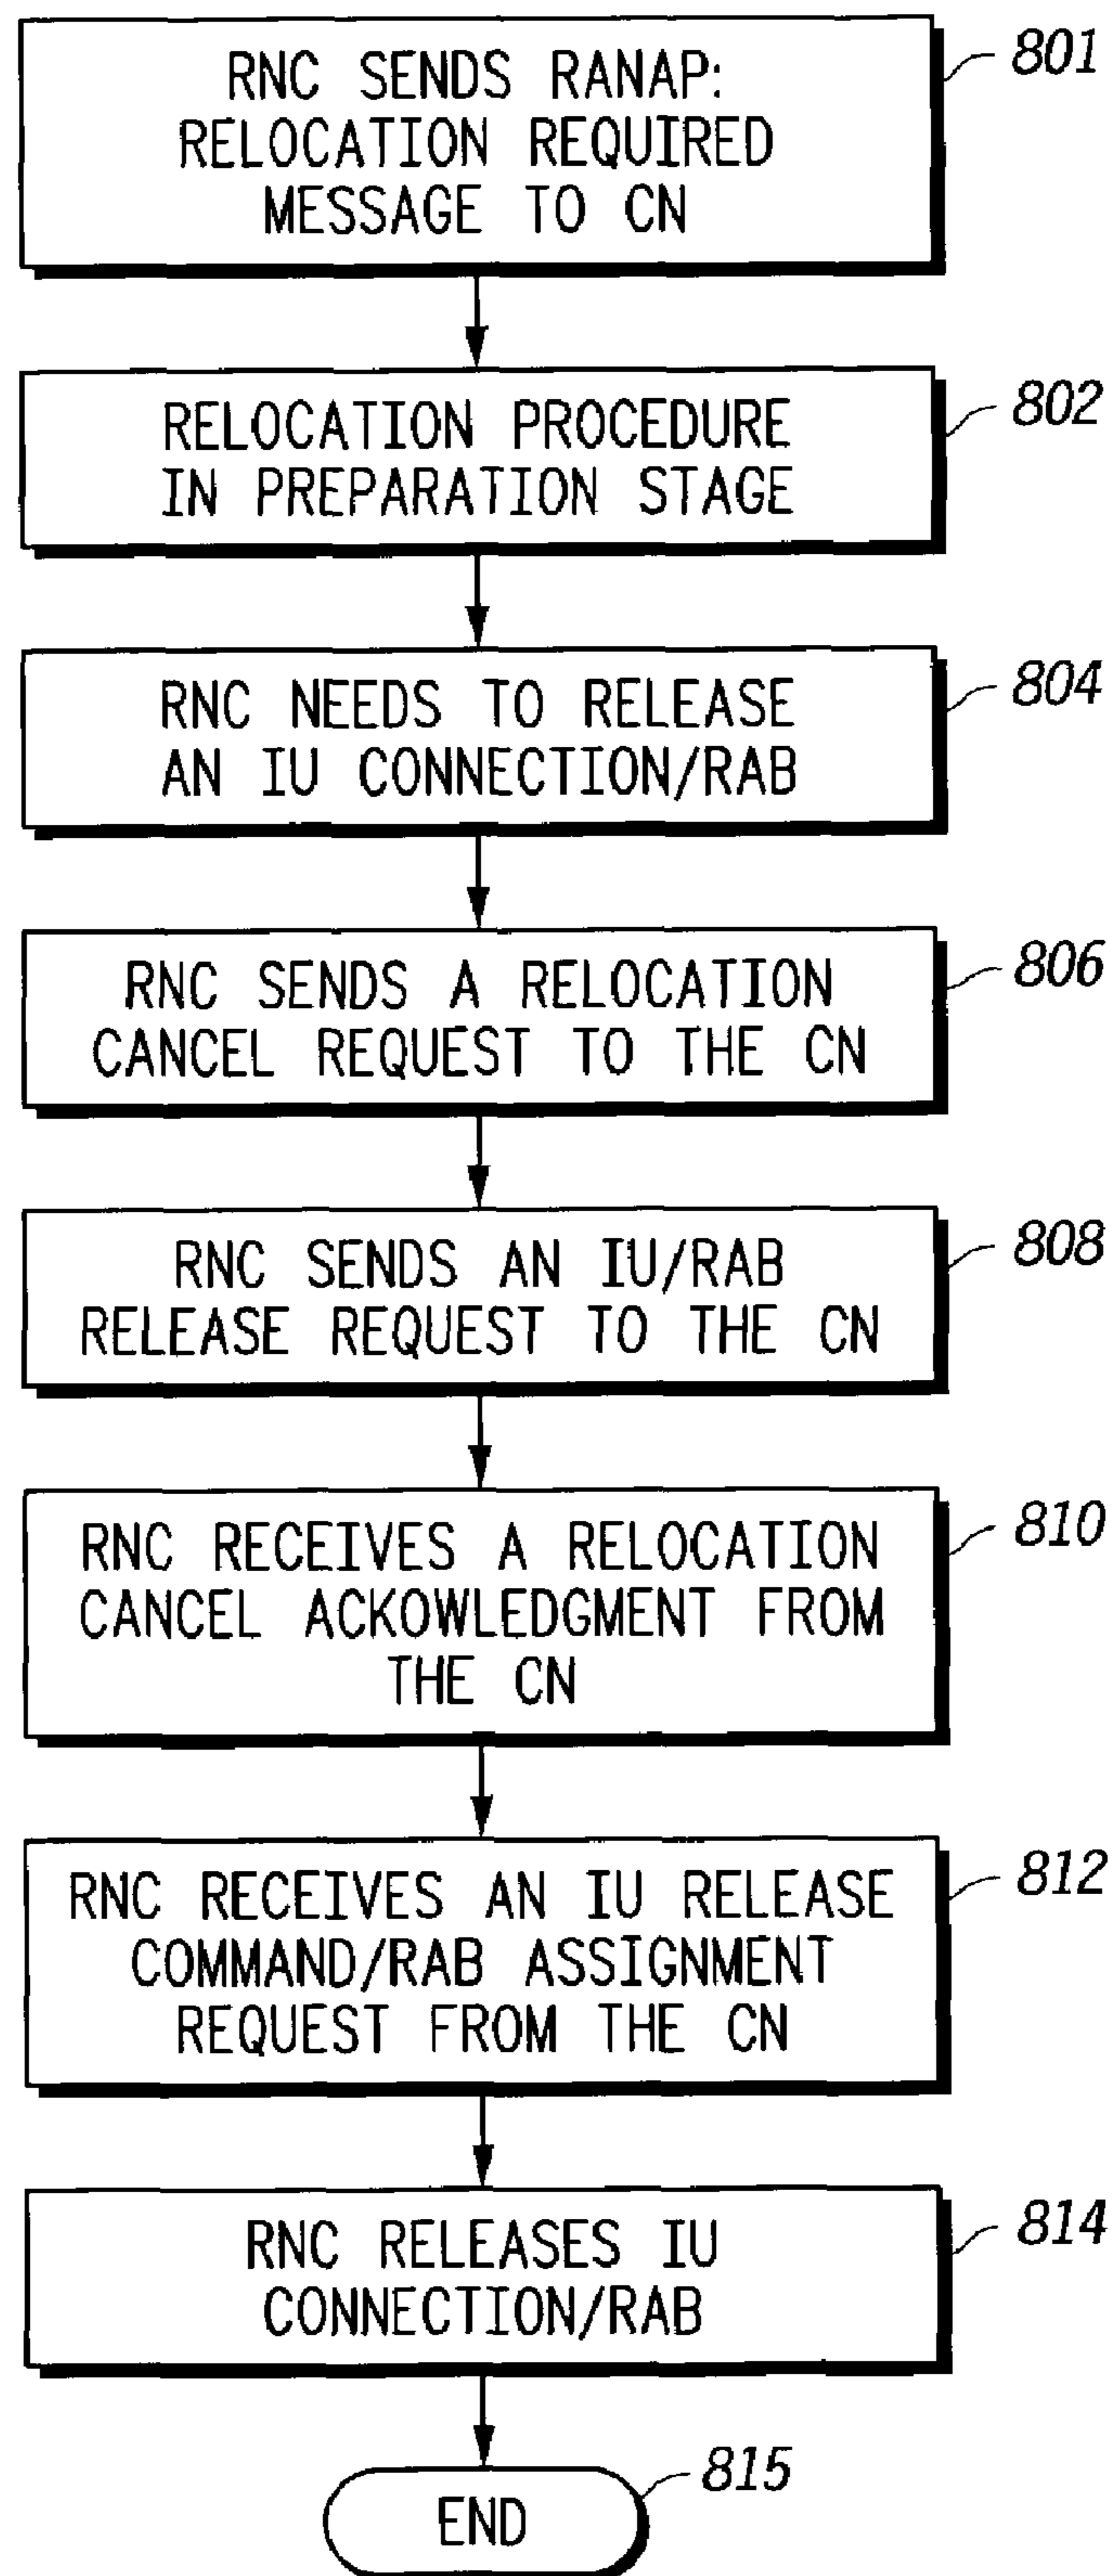 RNC SENDS RANAP:
RELOCATION REQUIRED
MESSAGE TO CN
801
RELOCATION PROCEDURE
IN PREPARATION STAGE
802
RNC NEEDS TO RELEASE
AN IU CONNECTION/RAB
804
RNC SENDS A RELOCATION
CANCEL REQUEST TO THE CN
806
RNC SENDS AN IU/RAB
RELEASE REQUEST TO THE CN
808
RNC RECEIVES A RELOCATION
CANCEL ACKOWLEDGMENT FROM
THE CN
810
RNC RECEIVES AN IU RELEASE
COMMAND/RAB ASSIGNMENT
REQUEST FROM THE CN
812
RNC RELEASES IU
CONNECTION/RAB
814
END
815